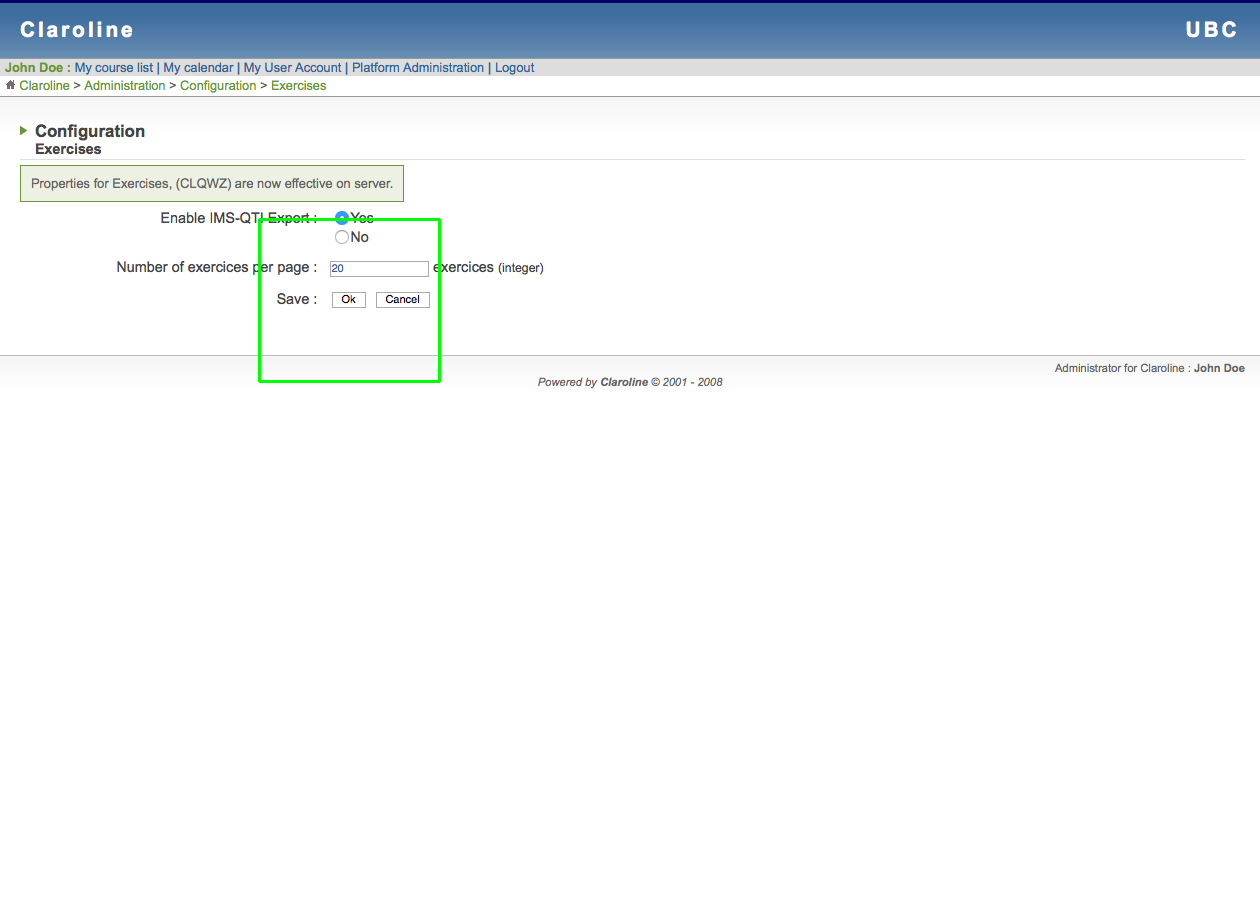 Claroline UBC
John Doe : My course list | My calendar | My User Account | Platform Administration | Logout
Claroline > Administration > Configuration > Exercises
Configuration
Exercises
Properties for Exercises, (CLQWZ) are now effective on server.
Enable IMS-QTI Export : Yes
No
Number of exercices per page : 20 exercices (integer)
Save : Ok Cancel
Administrator for Claroline : John Doe
Powered by Claroline © 2001 - 2008